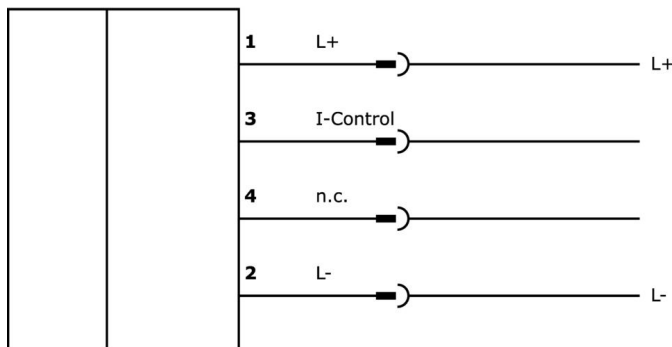 1 L+
L+
3 I-Control
4 n.c.
2 L-
L-